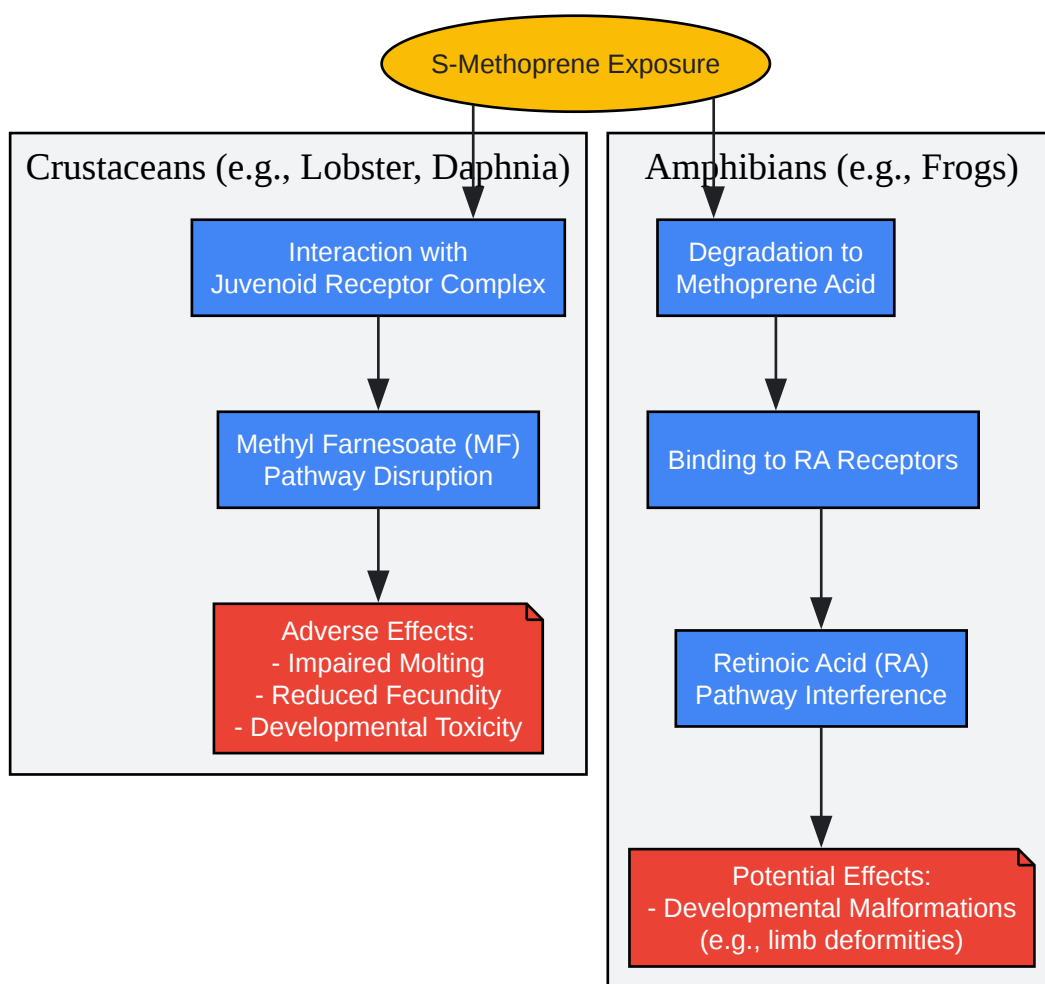 S-Methoprene Exposure
Crustaceans (e.g., Lobster, Daphnia)
Interaction with
Juvenoid Receptor Complex
Methyl Farnesoate (MF)
Pathway Disruption
Adverse Effects:
- Impaired Molting
- Reduced Fecundity
- Developmental Toxicity
Amphibians (e.g., Frogs)
Degradation to
Methoprene Acid
Binding to RA Receptors
Retinoic Acid (RA)
Pathway Interference
Potential Effects:
- Developmental Malformations
(e.g., limb deformities)